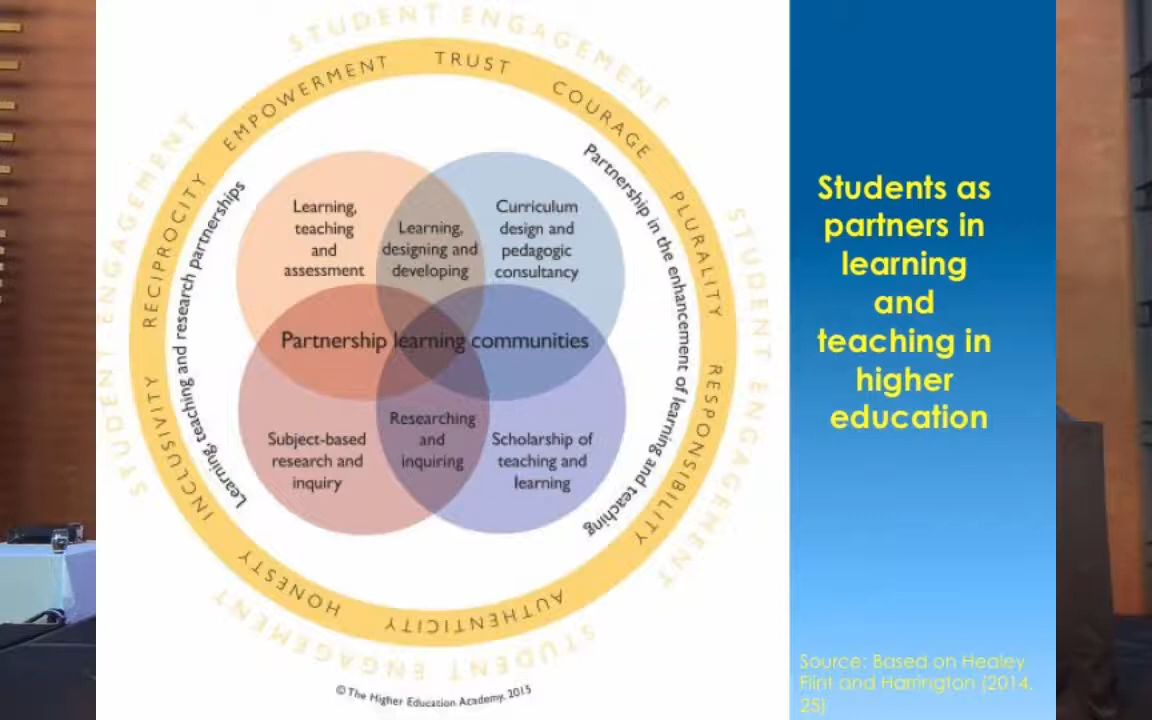 STUDENT ENGAGEMENT
STUDENT ENGAGEMENT
STUDENT ENGAGEMENT
STUDENT ENGAGEMENT
EMPOWERMENT
TRUST
COURAGE
PLURALITY
RESPONSIBILITY
AUTHENTICITY
HONESTY
INCLUSIVITY
RECIPROCITY
Learning, teaching and research partnerships
Partnership in the enhancement of learning and teaching
Learning,
teaching
and
assessment
Learning,
designing and
developing
Curriculum
design and
pedagogic
consultancy
Partnership learning communities
Subject-based
research and
inquiry
Researching
and
inquiring
Scholarship of
teaching and
learning
© The Higher Education Academy, 2015
Students as
partners in
learning
and
teaching in
higher
education
Source: Based on Healey
Flint and Harrington (2014,
25)